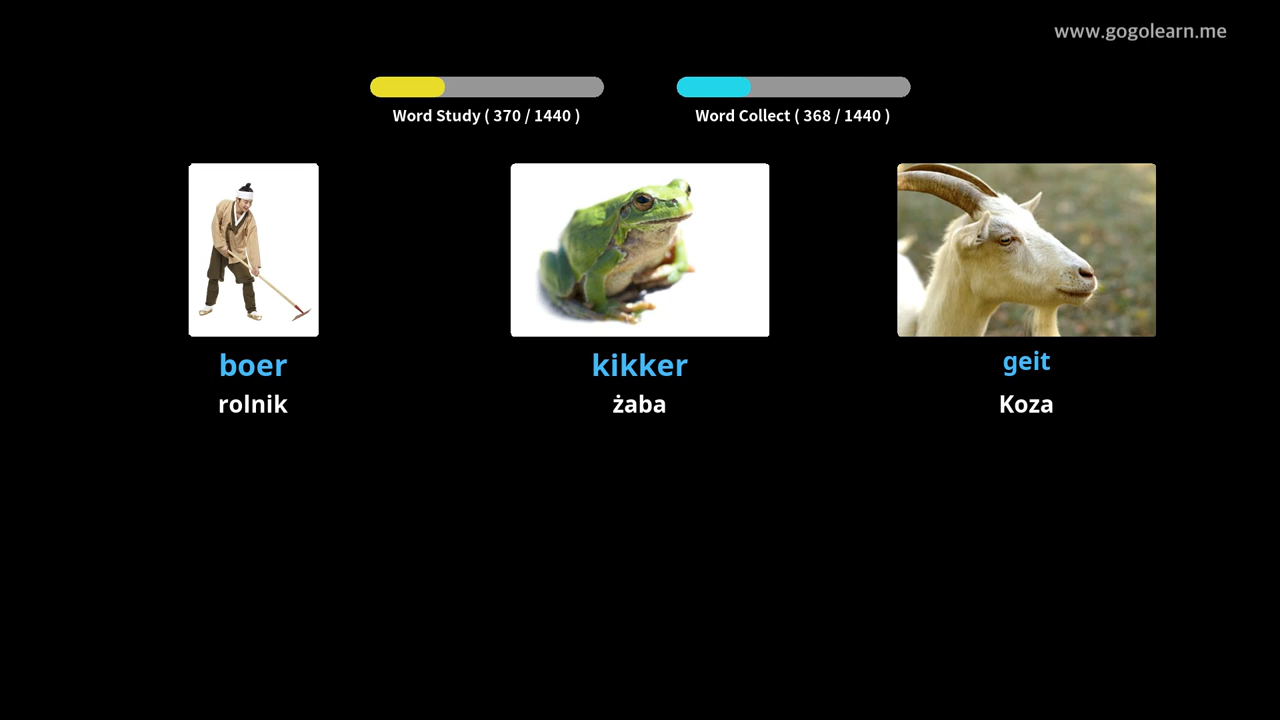 www.gogolearn.me
Word Study ( 370 / 1440 )
Word Collect ( 368 / 1440 )
boer
rolnik
kikker
żaba
geit
Koza